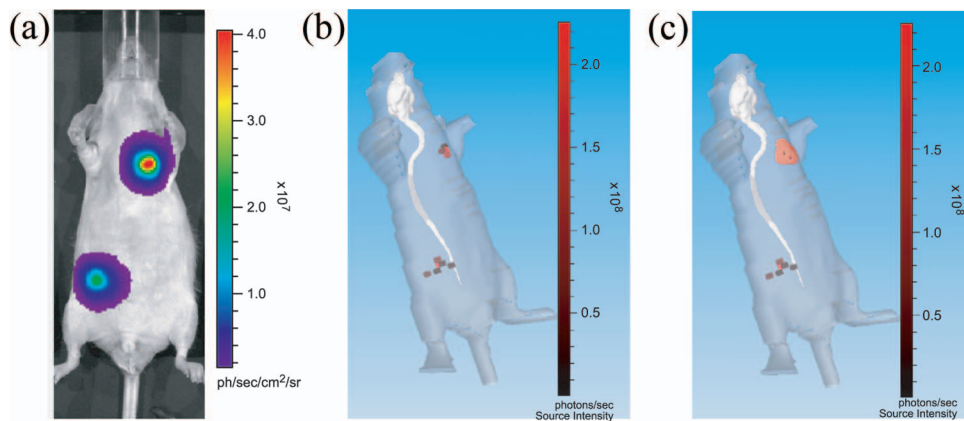 (a)
4.0
3.0
2.0
1.0
x10⁷
ph/sec/cm²/sr
(b)
2.0
1.5
1.0
0.5
x10⁸
photons/sec
Source Intensity
(c)
2.0
1.5
1.0
0.5
x10⁸
photons/sec
Source Intensity